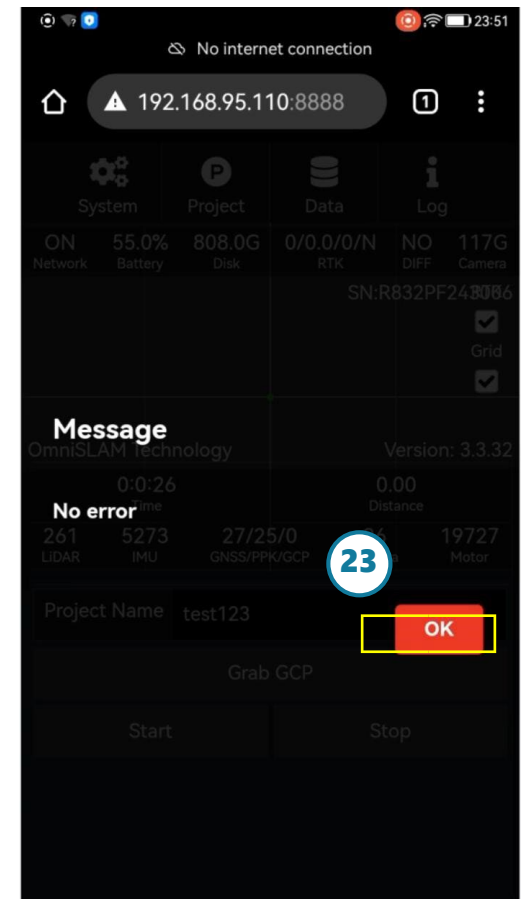 23:51
No internet connection
192.168.95.110:8888
1
System Project Data Log
ON 55.0% 808.0G 0/0.0/0/N NO 117G
Network Battery Disk RTK DIFF Camera
SN:R832PF243086
Grid
Message
OmniSLAM Technology Version: 3.3.32
0:0:26 0.00
Time Distance
No error
261 5273 27/25/0 19727
LiDAR IMU GNSS/PPK/GCP Motor
23
Project Name test123
OK
Grab GCP
Start Stop